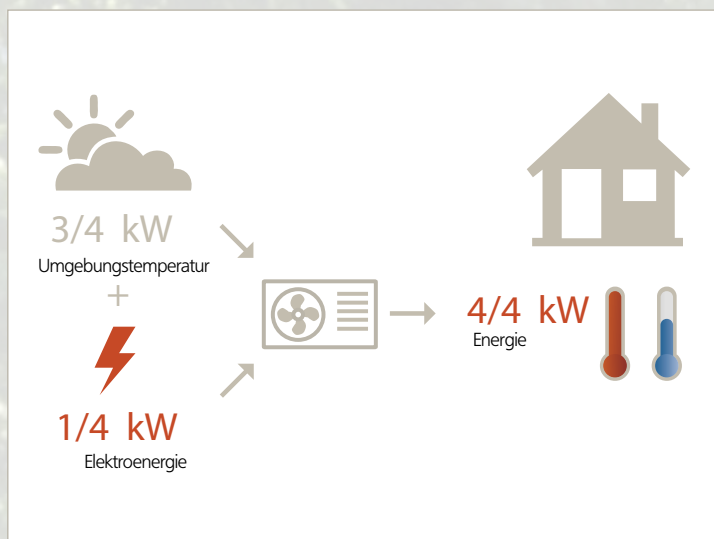 3/4 kW
Umgebungstemperatur
+
1/4 kW
Elektroenergie
4/4 kW
Energie